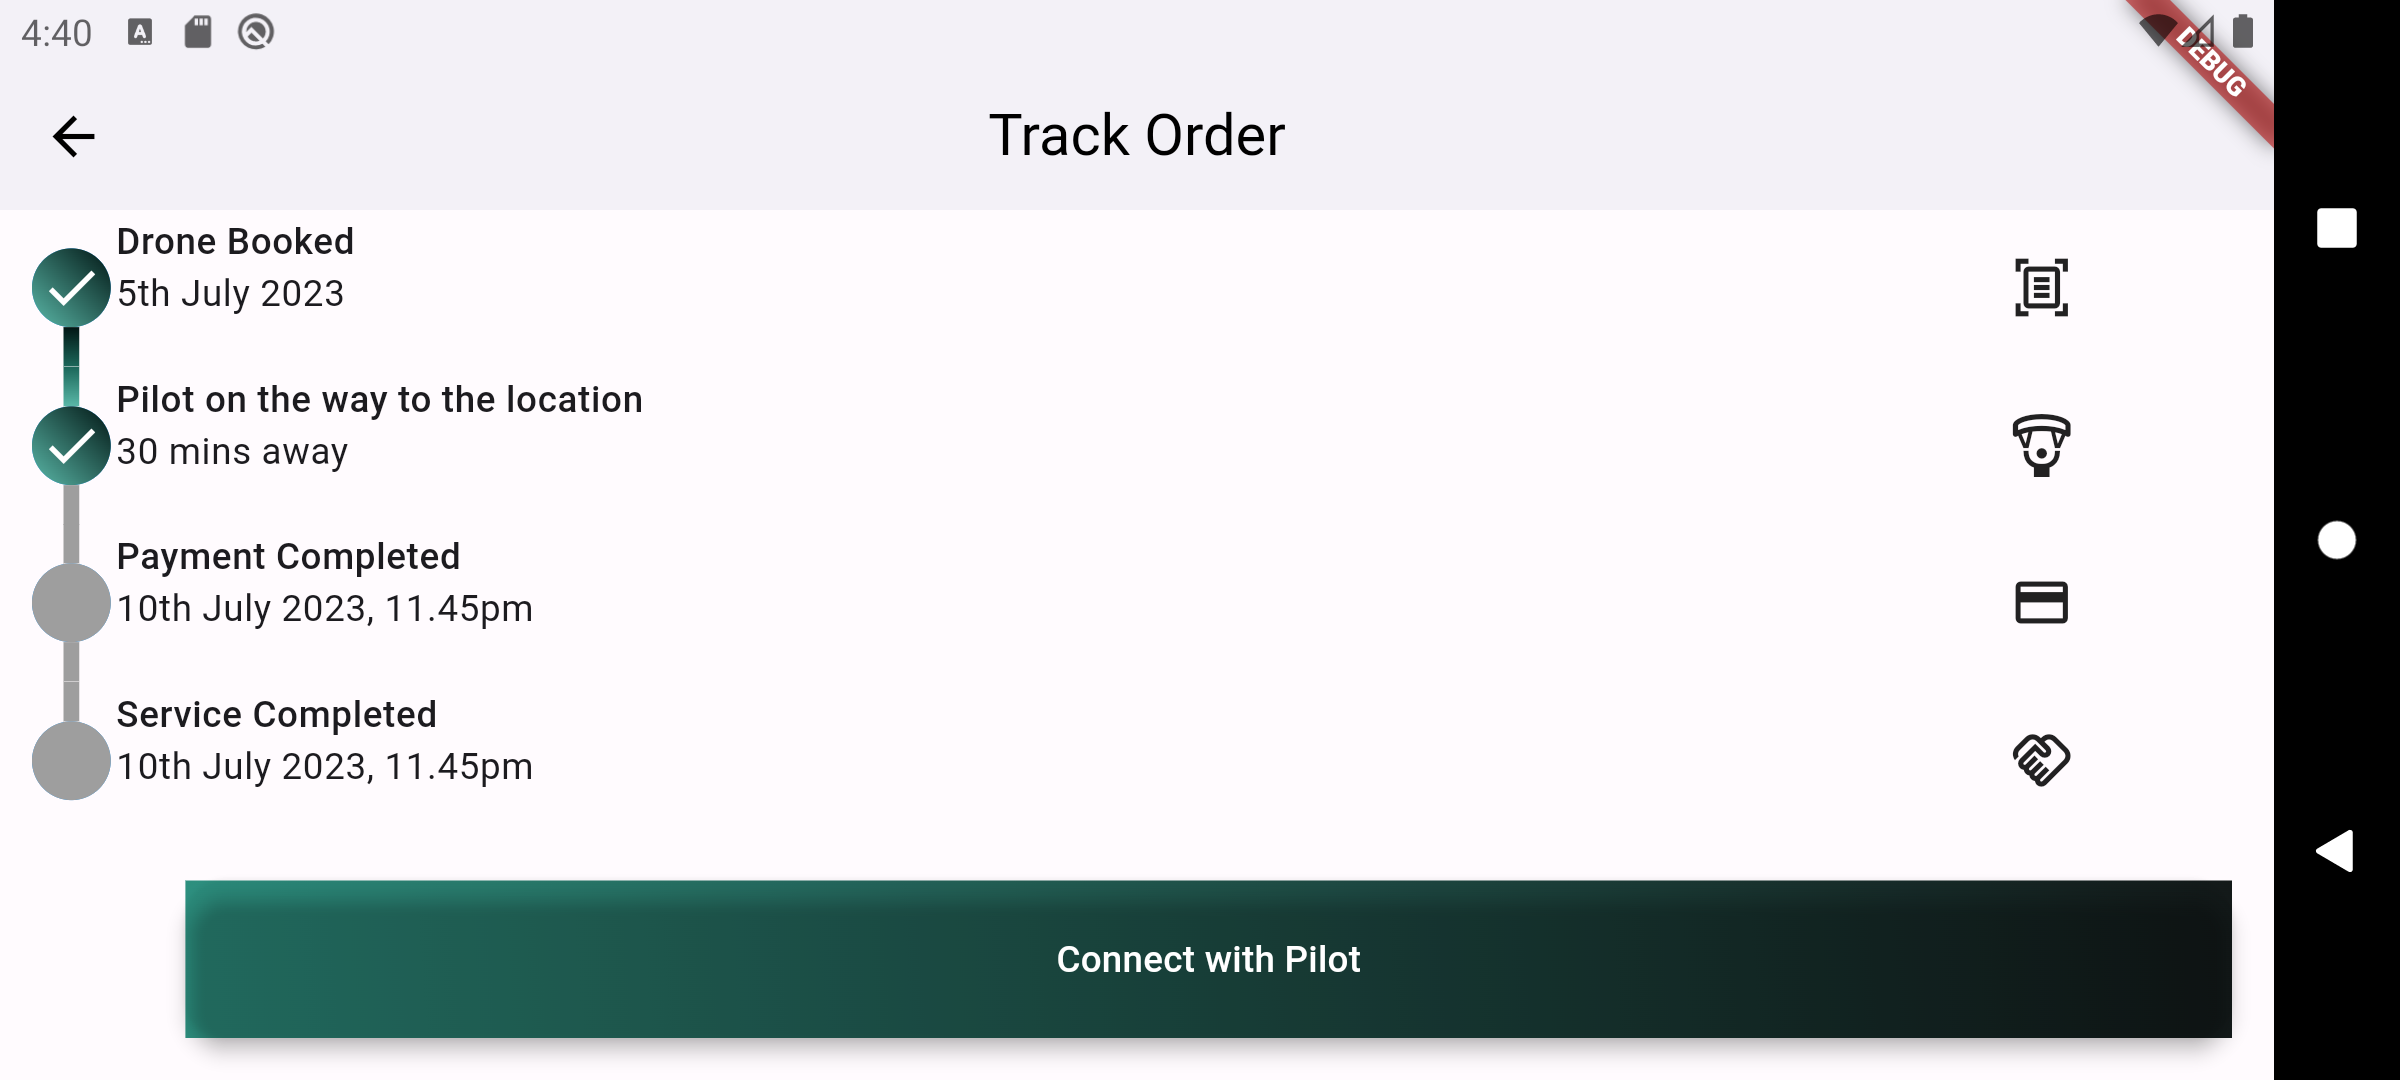 4:40
A
DEBUG
Track Order
Drone Booked
5th July 2023
Pilot on the way to the location
30 mins away
Payment Completed
10th July 2023, 11.45pm
Service Completed
10th July 2023, 11.45pm
Connect with Pilot